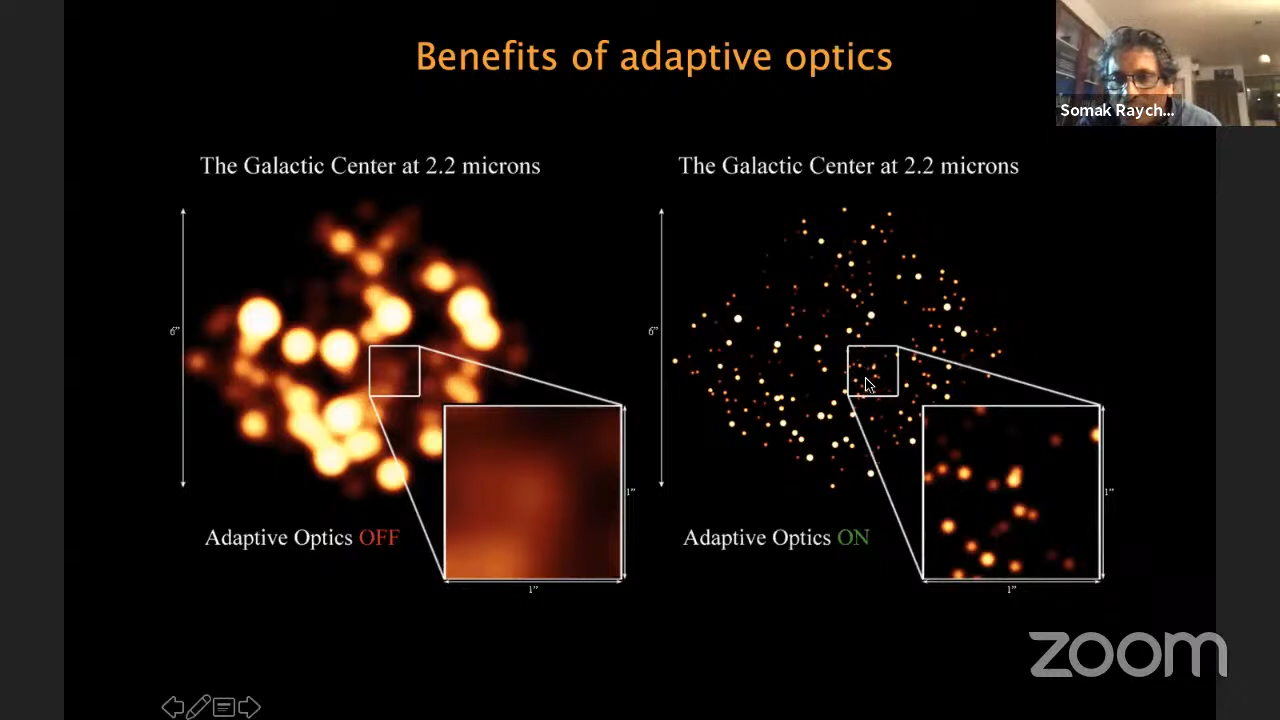 Benefits of adaptive optics
Somak Raych...
The Galactic Center at 2.2 microns
The Galactic Center at 2.2 microns
6”
6”
1”
1”
Adaptive Optics OFF
Adaptive Optics ON
1”
1”
zoom